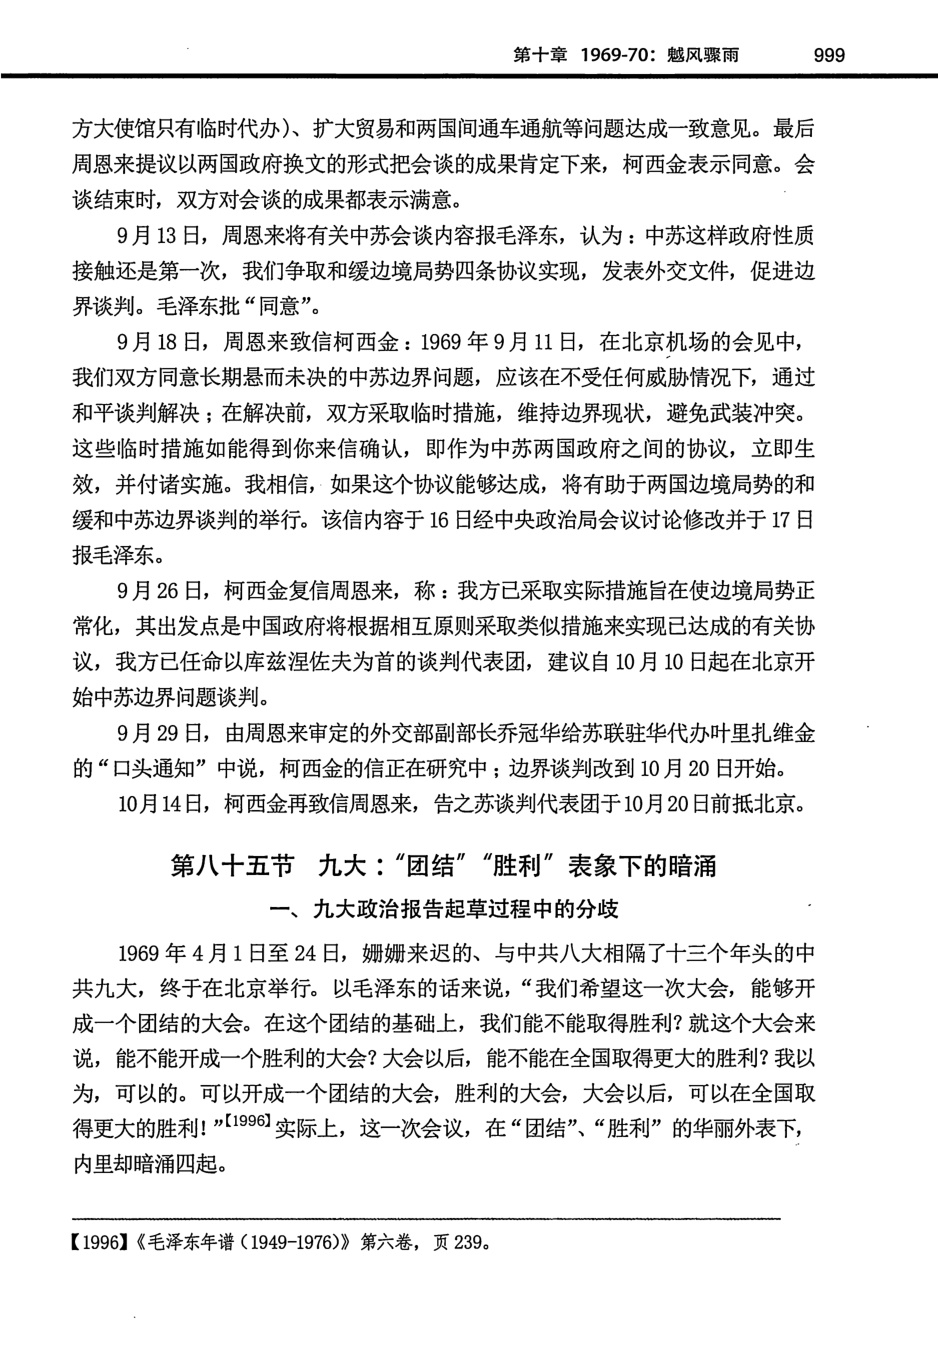 第十章 1969-70：魆风骤雨 999
方大使馆只有临时代办）、扩大贸易和两国间通车通航等问题达成一致意见。最后
周恩来提议以两国政府换文的形式把会谈的成果肯定下来，柯西金表示同意。会
谈结束时，双方对会谈的成果都表示满意。
9月13日，周恩来将有关中苏会谈内容报毛泽东，认为：中苏这样政府性质
接触还是第一次，我们争取和缓边境局势四条协议实现，发表外交文件，促进边
界谈判。毛泽东批“同意”。
9月18日，周恩来致信柯西金：1969年9月11日，在北京机场的会见中，
我们双方同意长期悬而未决的中苏边界问题，应该在不受任何威胁情况下，通过
和平谈判解决；在解决前，双方采取临时措施，维持边界现状，避免武装冲突。
这些临时措施如能得到你来信确认，即作为中苏两国政府之间的协议，立即生
效，并付诸实施。我相信，如果这个协议能够达成，将有助于两国边境局势的和
缓和中苏边界谈判的举行。该信内容于16日经中央政治局会议讨论修改并于17日
报毛泽东。
9月26日，柯西金复信周恩来，称：我方已采取实际措施旨在使边境局势正
常化，其出发点是中国政府将根据相互原则采取类似措施来实现已达成的有关协
议，我方已任命以库兹涅佐夫为首的谈判代表团，建议自10月10日起在北京开
始中苏边界问题谈判。
9月29日，由周恩来审定的外交部副部长乔冠华给苏联驻华代办叶里扎维金
的“口头通知”中说，柯西金的信正在研究中；边界谈判改到10月20日开始。
10月14日，柯西金再致信周恩来，告之苏谈判代表团于10月20日前抵北京。
第八十五节 九大：“团结”“胜利”表象下的暗涌
一、九大政治报告起草过程中的分歧
1969年4月1日至24日，姗姗来迟的、与中共八大相隔了十三个年头的中
共九大，终于在北京举行。以毛泽东的话来说，“我们希望这一次大会，能够开
成一个团结的大会。在这个团结的基础上，我们能不能取得胜利？就这个大会来
说，能不能开成一个胜利的大会？大会以后，能不能在全国取得更大的胜利？我以
为，可以的。可以开成一个团结的大会，胜利的大会，大会以后，可以在全国取
得更大的胜利！”【1996】实际上，这一次会议，在“团结”、“胜利”的华丽外表下，
内里却暗涌四起。
【1996】《毛泽东年谱（1949-1976）》第六卷，页239。